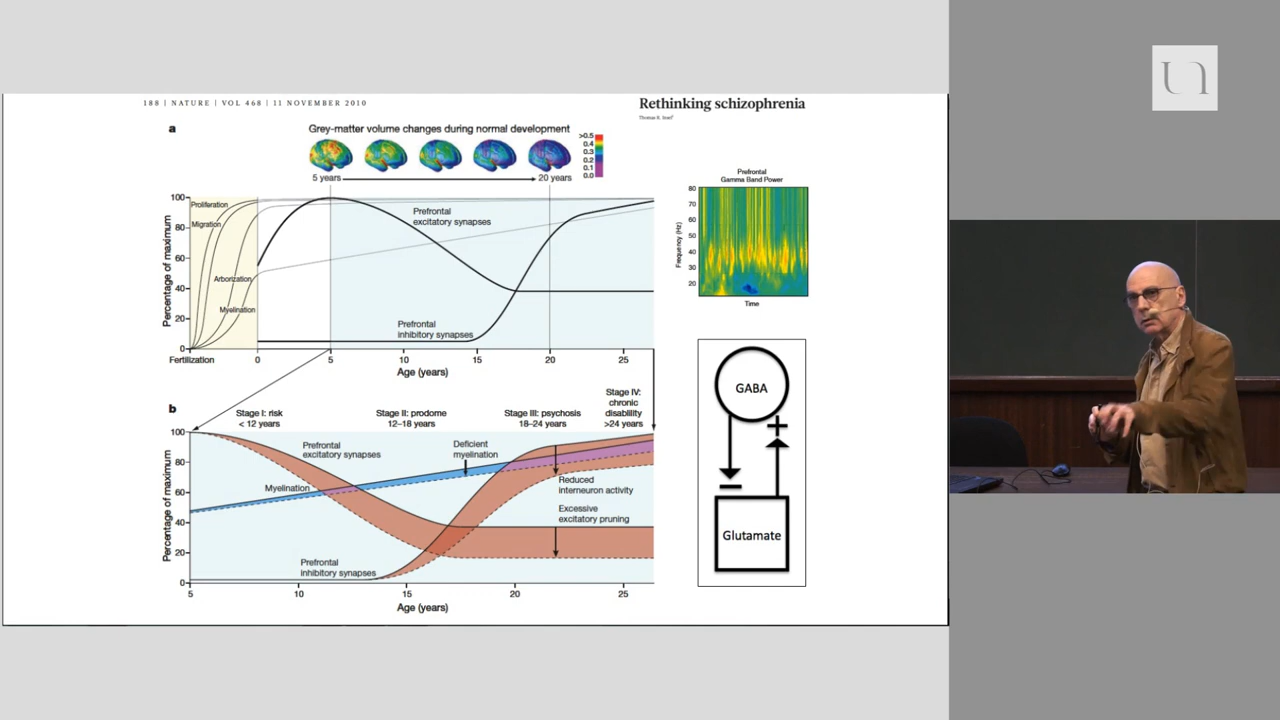 188 | NATURE | VOL 468 | 11 NOVEMBER 2010
Rethinking schizophrenia
Thomas R. Insel¹
a
Grey-matter volume changes during normal development
>0.5
0.4
0.3
0.2
0.1
0.0
5 years
20 years
Percentage of maximum
100
80
60
40
20
0
Proliferation
Migration
Arborization
Myelination
Prefrontal
excitatory synapses
Prefrontal
inhibitory synapses
Fertilization
0
5
10
15
20
25
Age (years)
b
Stage I: risk
< 12 years
Stage II: prodome
12–18 years
Stage III: psychosis
18–24 years
Stage IV:
chronic
disability
>24 years
Percentage of maximum
100
80
60
40
20
0
Prefrontal
excitatory synapses
Deficient
myelination
Myelination
Reduced
interneuron activity
Excessive
excitatory pruning
Prefrontal
inhibitory synapses
5
10
15
20
25
Age (years)
Prefrontal
Gamma Band Power
Frequency (Hz)
80
70
60
50
40
30
20
Time
GABA
+
−
Glutamate